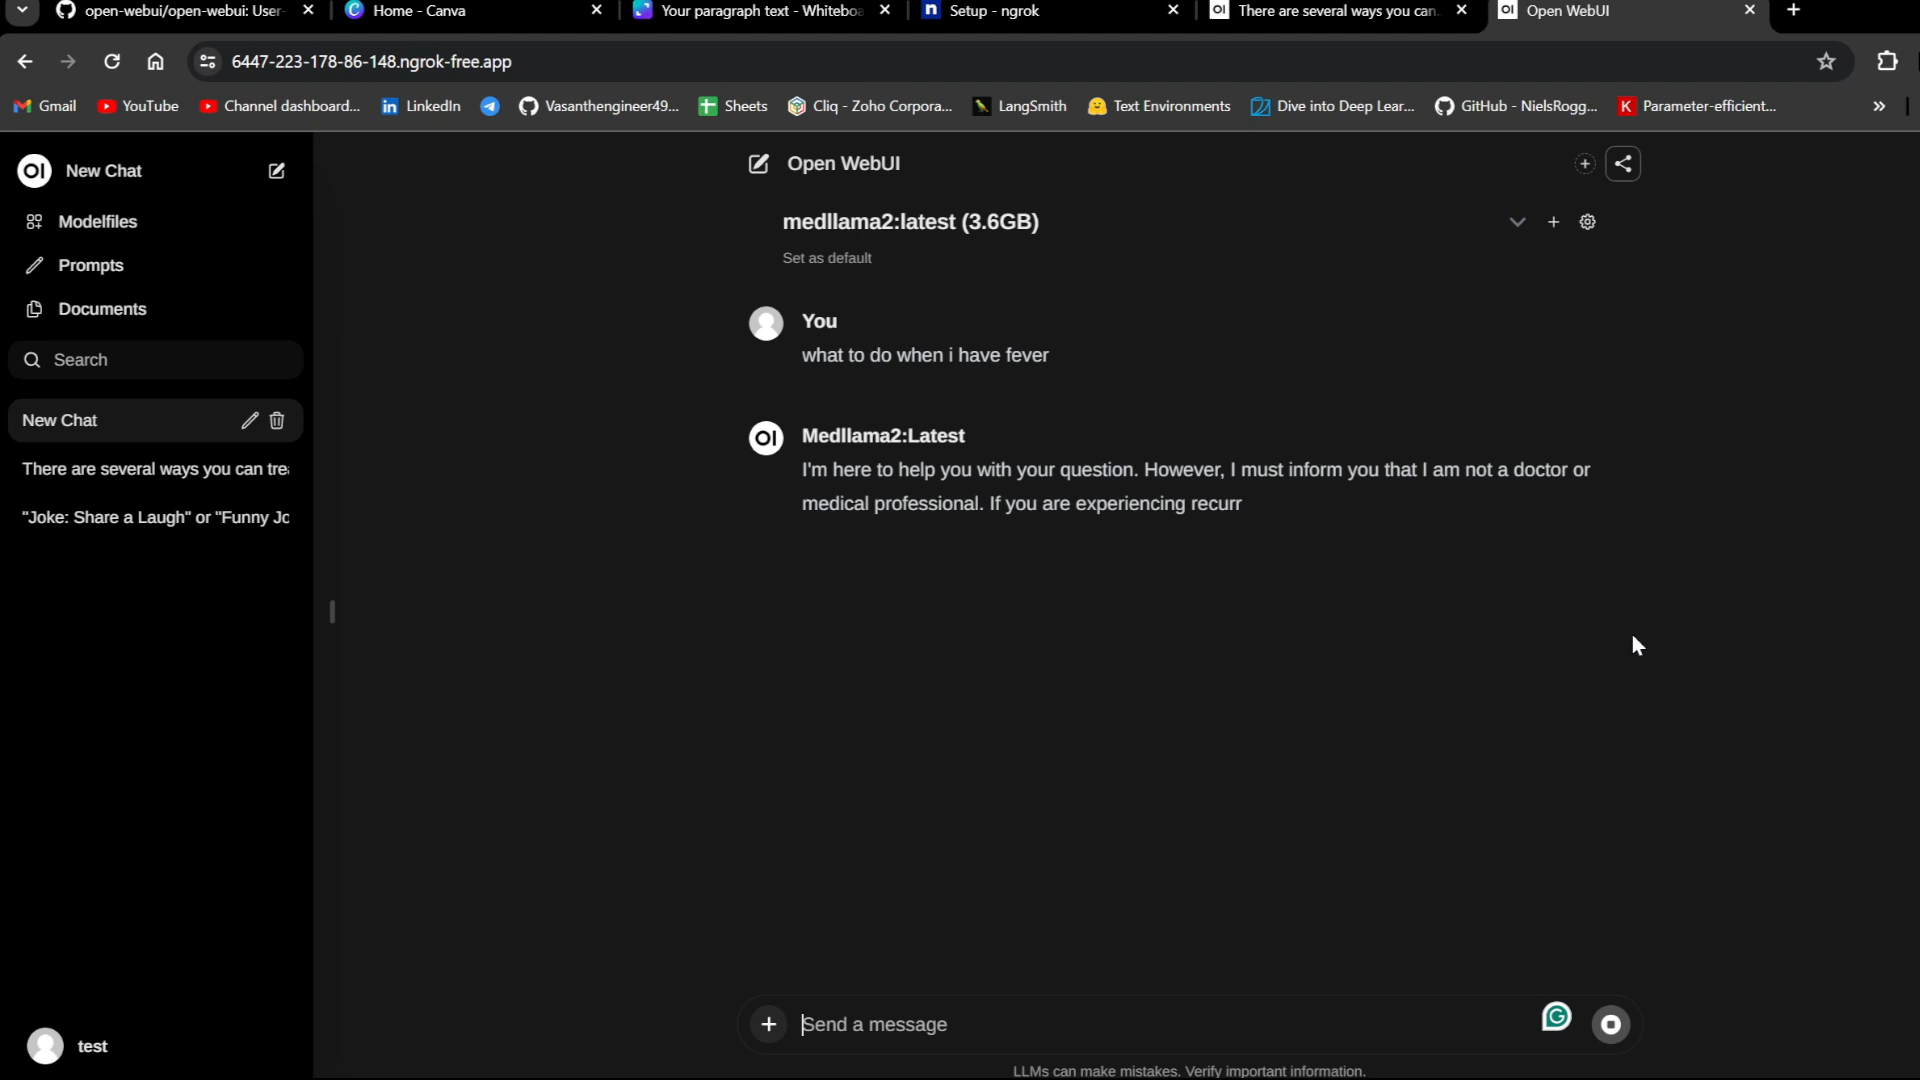 open-webui/open-webui: User-
Home - Canva
Your paragraph text - Whiteboa
Setup - ngrok
There are several ways you can
Open WebUI
6447-223-178-86-148.ngrok-free.app
Gmail
YouTube
Channel dashboard...
LinkedIn
Vasanthengineer49...
Sheets
Cliq - Zoho Corpora...
LangSmith
Text Environments
Dive into Deep Lear...
GitHub - NielsRogg...
Parameter-efficient...
New Chat
Modelfiles
Prompts
Documents
Search
New Chat
There are several ways you can trea
"Joke: Share a Laugh" or "Funny Jo
test
Open WebUI
medllama2:latest (3.6GB)
Set as default
You
what to do when i have fever
Medllama2:Latest
I'm here to help you with your question. However, I must inform you that I am not a doctor or
medical professional. If you are experiencing recurr
Send a message
LLMs can make mistakes. Verify important information.